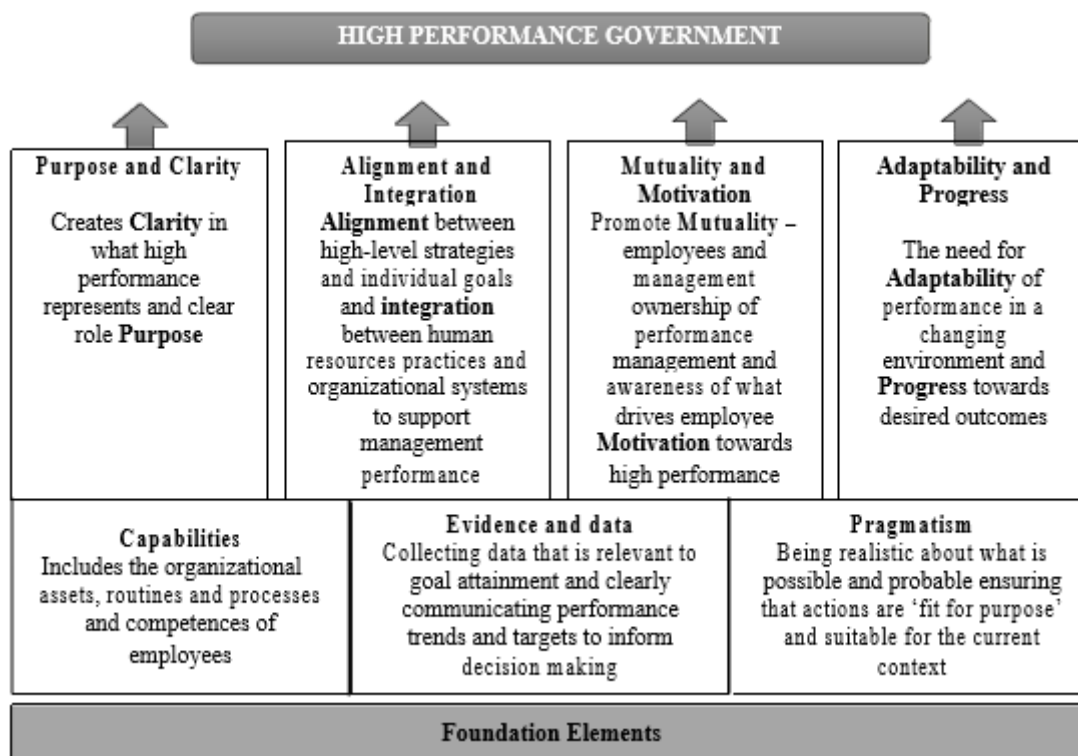 HIGH PERFORMANCE GOVERNMENT
Purpose and Clarity
Creates Clarity in
what high
performance
represents and clear
role Purpose
Alignment and
Integration
Alignment between
high-level strategies
and individual goals
and integration
between human
resources practices and
organizational systems
to support
management
performance
Mutuality and
Motivation
Promote Mutuality –
employees and
management
ownership of
performance
management and
awareness of what
drives employee
Motivation towards
high performance
Adaptability and
Progress
The need for
Adaptability of
performance in a
changing
environment and
Progress towards
desired outcomes
Capabilities
Includes the organizational
assets, routines and processes
and competences of
employees
Evidence and data
Collecting data that is relevant to
goal attainment and clearly
communicating performance
trends and targets to inform
decision making
Pragmatism
Being realistic about what is
possible and probable ensuring
that actions are ‘fit for purpose’
and suitable for the current
context
Foundation Elements